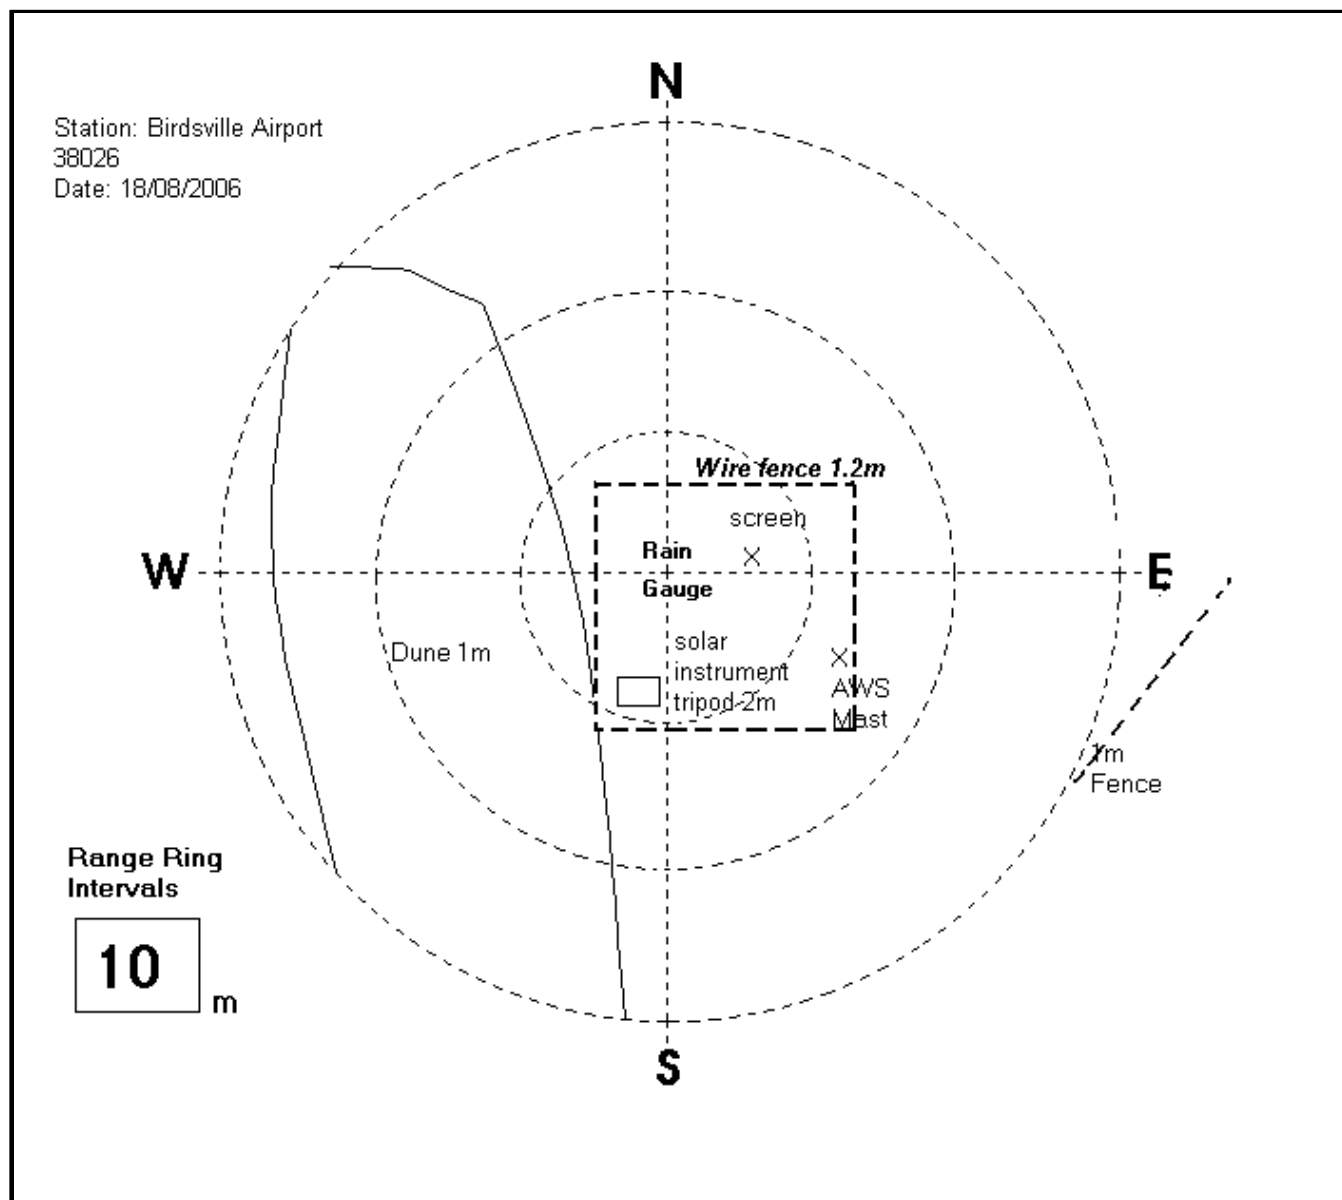 N
Station: Birdsville Airport
38026
Date: 18/08/2006
Wire fence 1.2m
screen
Rain
Gauge
W
E
solar
instrument
tripod 2m
Dune 1m
AWS
Mast
1m
Fence
Range Ring
Intervals
10
m
S